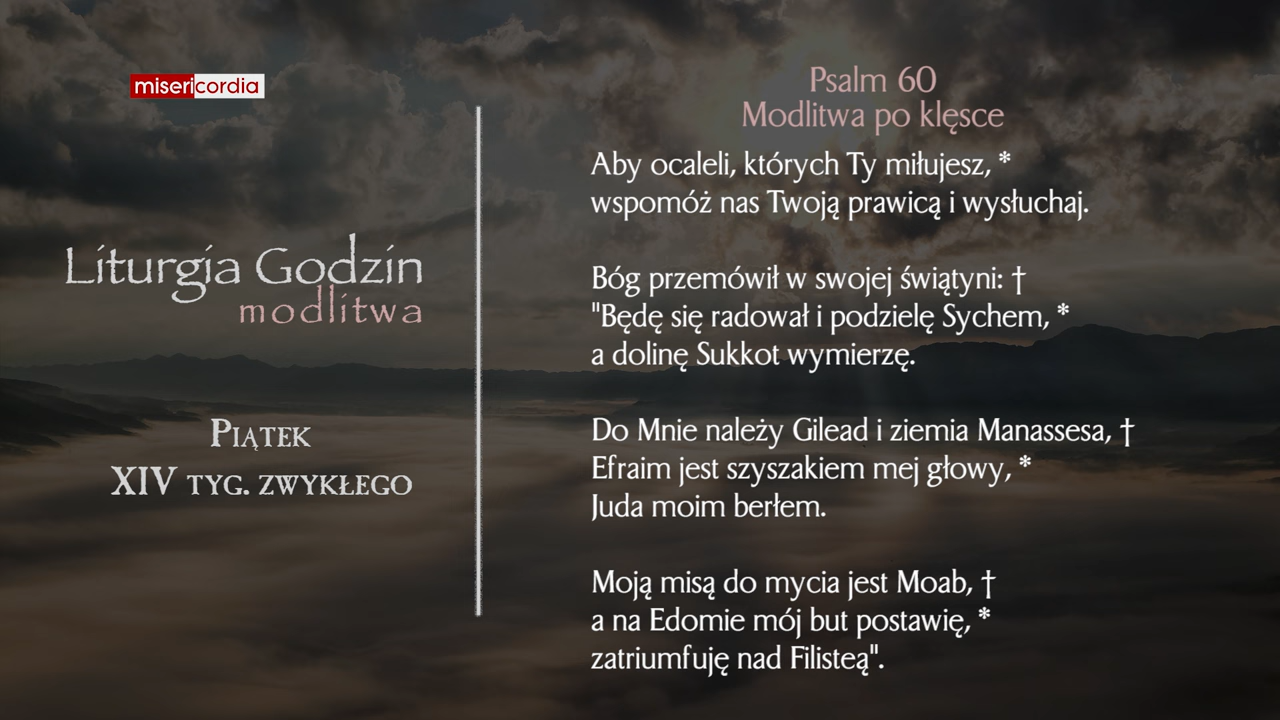 misericordia
Liturgia Godzin
modlitwa
Piątek
XIV tyg. zwykłego
Psalm 60
Modlitwa po klęsce
Aby ocaleli, których Ty miłujesz, *
wspomóż nas Twoją prawicą i wysłuchaj.
Bóg przemówił w swojej świątyni: †
"Będę się radował i podzielę Sychem, *
a dolinę Sukkot wymierzę.
Do Mnie należy Gilead i ziemia Manassesa, †
Efraim jest szyszakiem mej głowy, *
Juda moim berłem.
Moją misą do mycia jest Moab, †
a na Edomie mój but postawię, *
zatriumfuję nad Filisteą".